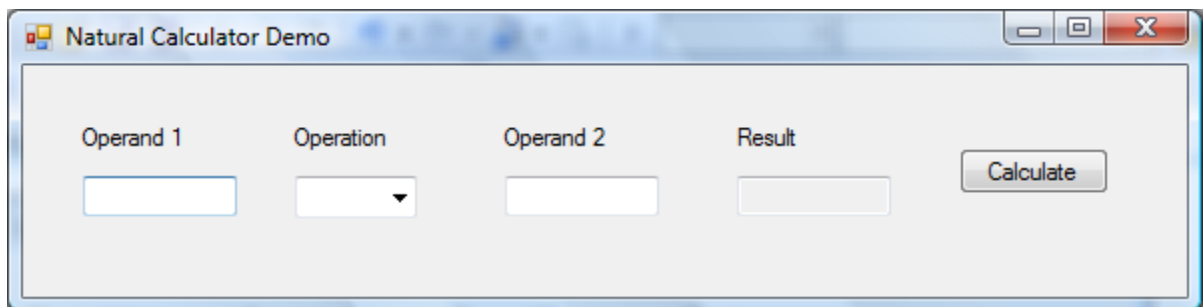 Natural Calculator Demo
Operand 1 Operation Operand 2 Result
Calculate